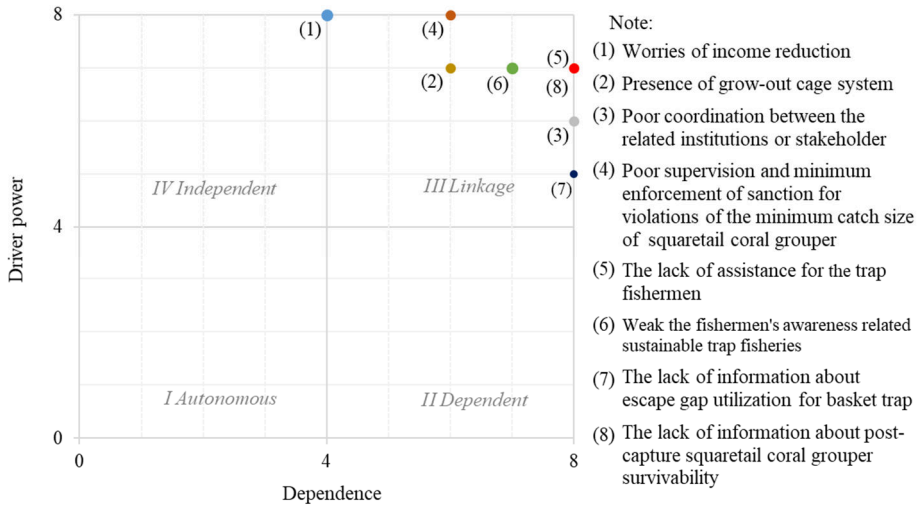 8
(1)
(4)
(5)
(2)
(6)
(8)
(3)
(7)
IV Independent
III Linkage
4
Driver power
I Autonomous
II Dependent
0
0
4
8
Dependence
Note:
(1) Worries of income reduction
(2) Presence of grow-out cage system
(3) Poor coordination between the
related institutions or stakeholder
(4) Poor supervision and minimum
enforcement of sanction for
violations of the minimum catch size
of squaretail coral grouper
(5) The lack of assistance for the trap
fishermen
(6) Weak the fishermen's awareness related
sustainable trap fisheries
(7) The lack of information about
escape gap utilization for basket trap
(8) The lack of information about post-
capture squaretail coral grouper
survivability